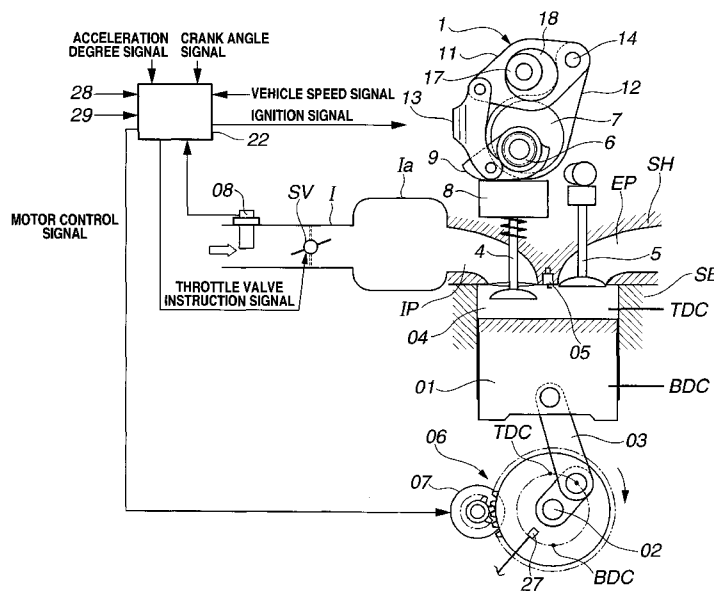 ACCELERATION
DEGREE SIGNAL
CRANK ANGLE
SIGNAL
28
29
VEHICLE SPEED SIGNAL
IGNITION SIGNAL
22
MOTOR CONTROL
SIGNAL
THROTTLE VALVE
INSTRUCTION SIGNAL
1
11
18
14
17
12
13
7
6
9
8
08
SV
I
Ia
SH
EP
4
5
SB
IP
04
05
TDC
01
BDC
TDC
03
06
07
02
27
BDC